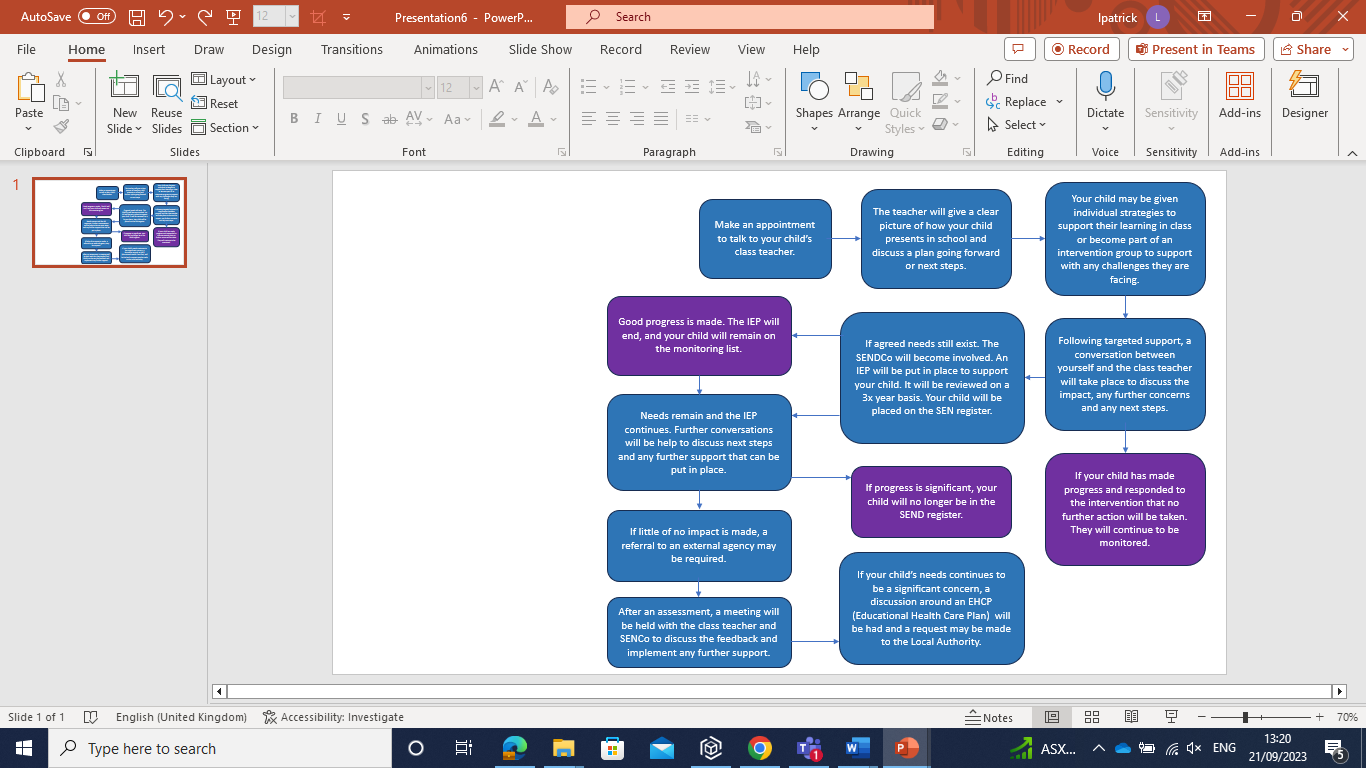 AutoSave Off
12
Presentation6 - PowerP...
Search
lpatrick
L
File Home Insert Draw Design Transitions Animations Slide Show Record Review View Help
Record
Present in Teams
Share
Paste
New
Slide
Reuse
Slides
Layout
Reset
Section
12
A A
B I U S ab AV Aa A
Shapes
Arrange
Quick
Styles
Find
Replace
Select
Dictate
Sensitivity
Add-ins
Designer
Clipboard Slides Font Paragraph Drawing Editing Voice Sensitivity Add-ins
1
Make an appointment
to talk to your child's
class teacher.
The teacher will give a clear
picture of how your child
presents in school and
discuss a plan going forward
or next steps.
Your child may be given
individual strategies to
support their learning in class
or become part of an
intervention group to support
with any challenges they are
facing.
Good progress is made. The IEP will
end, and your child will remain on
the monitoring list.
If agreed needs still exist. The
SENDCo will become involved. An
IEP will be put in place to support
your child. It will be reviewed on a
3x year basis. Your child will be
placed on the SEN register.
Following targeted support, a
conversation between
yourself and the class teacher
will take place to discuss the
impact, any further concerns
and any next steps.
Needs remain and the IEP
continues. Further conversations
will be help to discuss next steps
and any further support that can be
put in place.
If progress is significant, your
child will no longer be in the
SEND register.
If your child has made
progress and responded to
the intervention that no
further action will be taken.
They will continue to be
monitored.
If little of no impact is made, a
referral to an external agency may
be required.
If your child's needs continues to
be a significant concern, a
discussion around an EHCP
(Educational Health Care Plan) will
be had and a request may be made
to the Local Authority.
After an assessment, a meeting will
be held with the class teacher and
SENCo to discuss the feedback and
implement any further support.
Slide 1 of 1
English (United Kingdom)
Accessibility: Investigate
Notes
70%
Type here to search
1
ASX...
ENG
13:20
21/09/2023
5